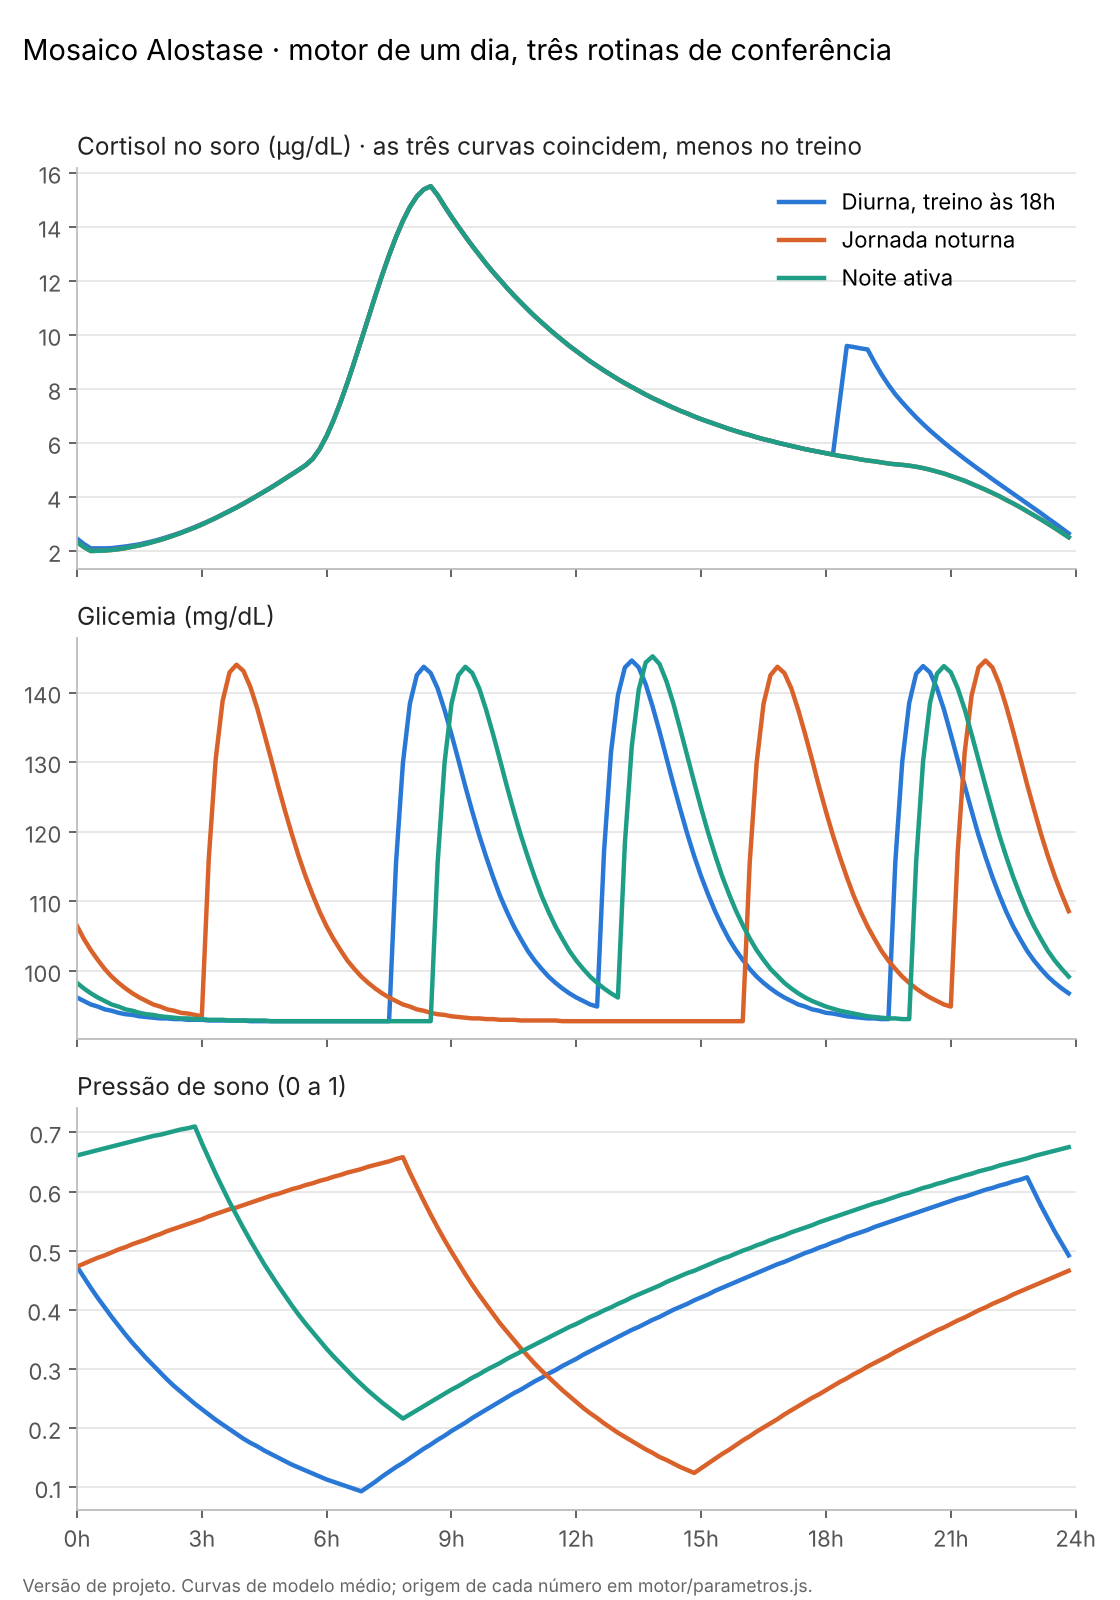 Mosaico Alostase · motor de um dia, três rotinas de conferência
Cortisol no soro (µg/dL) · as três curvas coincidem, menos no treino
16
14
12
10
8
6
4
2
Diurna, treino às 18h
Jornada noturna
Noite ativa
Glicemia (mg/dL)
140
130
120
110
100
Pressão de sono (0 a 1)
0.7
0.6
0.5
0.4
0.3
0.2
0.1
0h 3h 6h 9h 12h 15h 18h 21h 24h
Versão de projeto. Curvas de modelo médio; origem de cada número em motor/parametros.js.